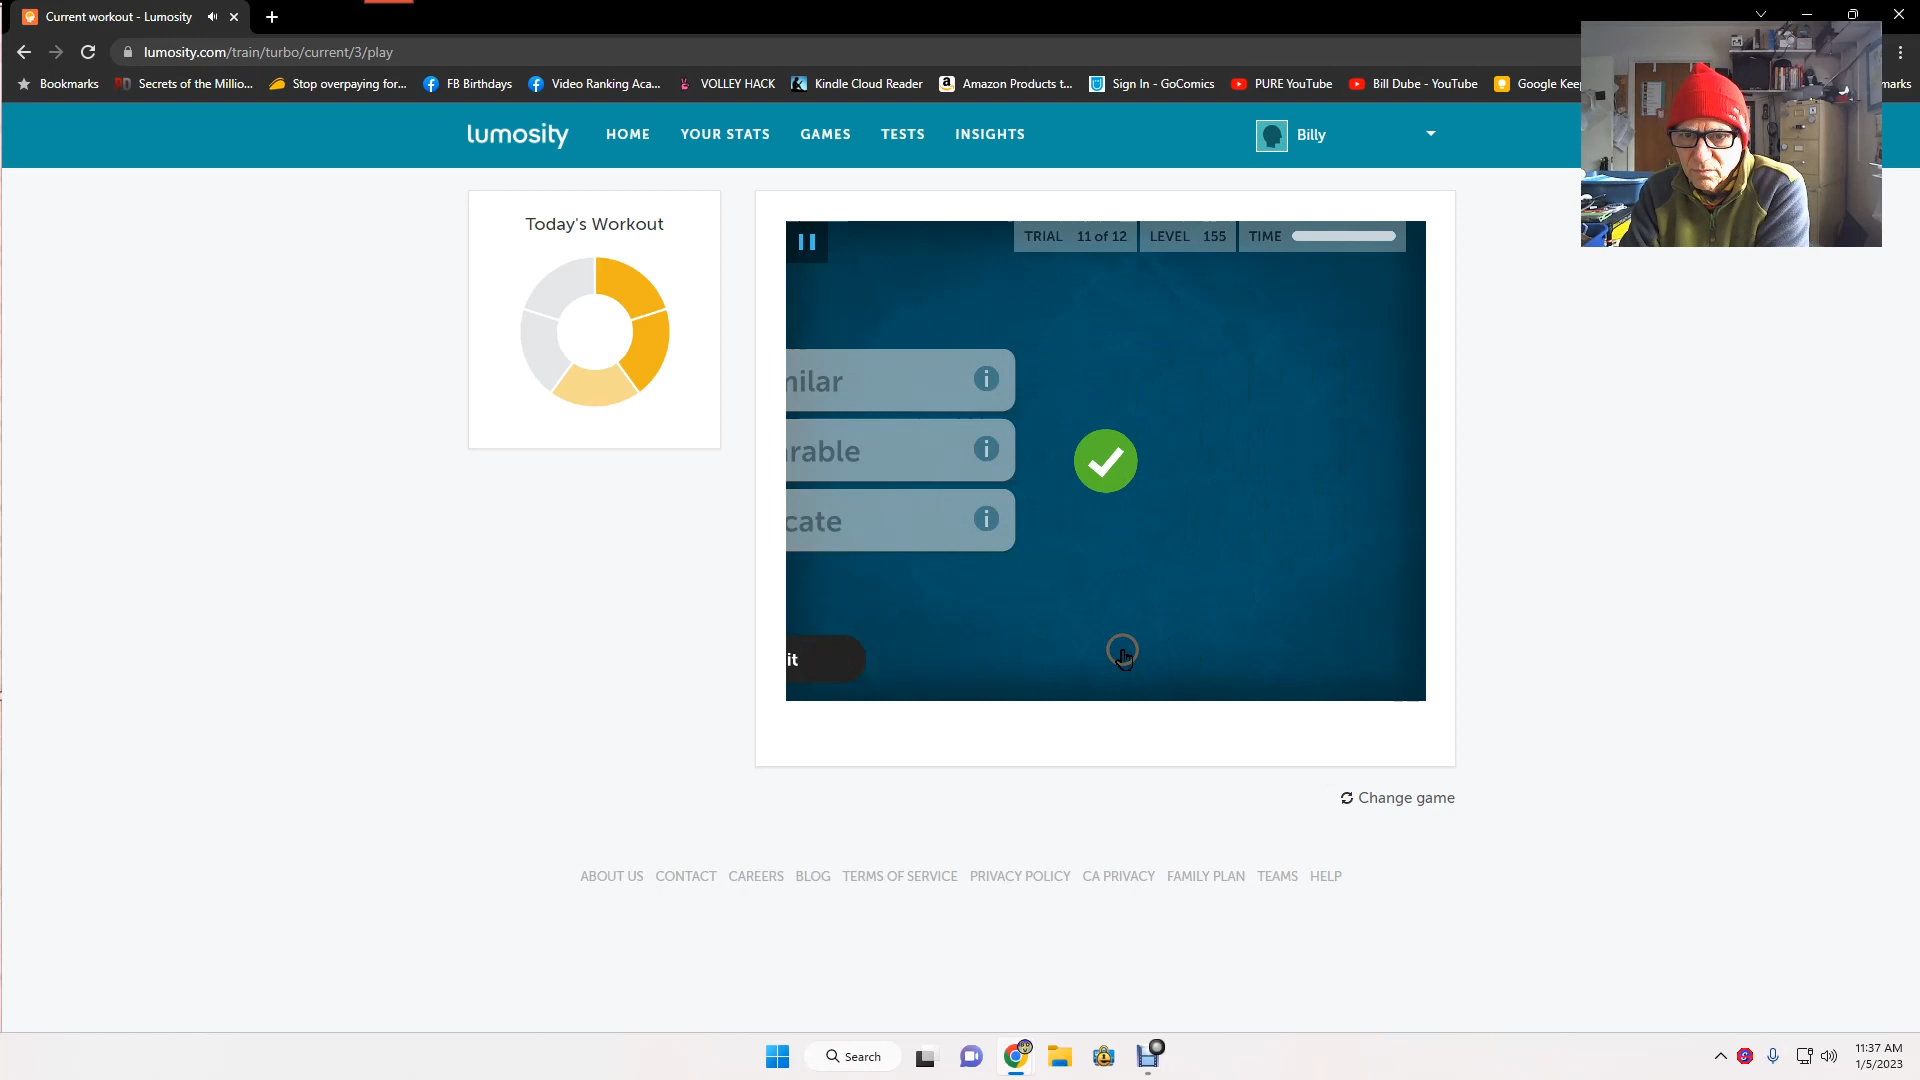 Current workout - Lumosity
lumosity.com/train/turbo/current/3/play
Bookmarks
Secrets of the Millio...
Stop overpaying for...
FB Birthdays
Video Ranking Aca...
VOLLEY HACK
Kindle Cloud Reader
Amazon Products t...
Sign In - GoComics
PURE YouTube
Bill Dube - YouTube
Google Keep
marks
lumosity
HOME
YOUR STATS
GAMES
TESTS
INSIGHTS
Billy
Today's Workout
TRIAL 11 of 12
LEVEL 155
TIME
milar
arable
icate
it
Change game
ABOUT US CONTACT CAREERS BLOG TERMS OF SERVICE PRIVACY POLICY CA PRIVACY FAMILY PLAN TEAMS HELP
Search
11:37 AM
1/5/2023